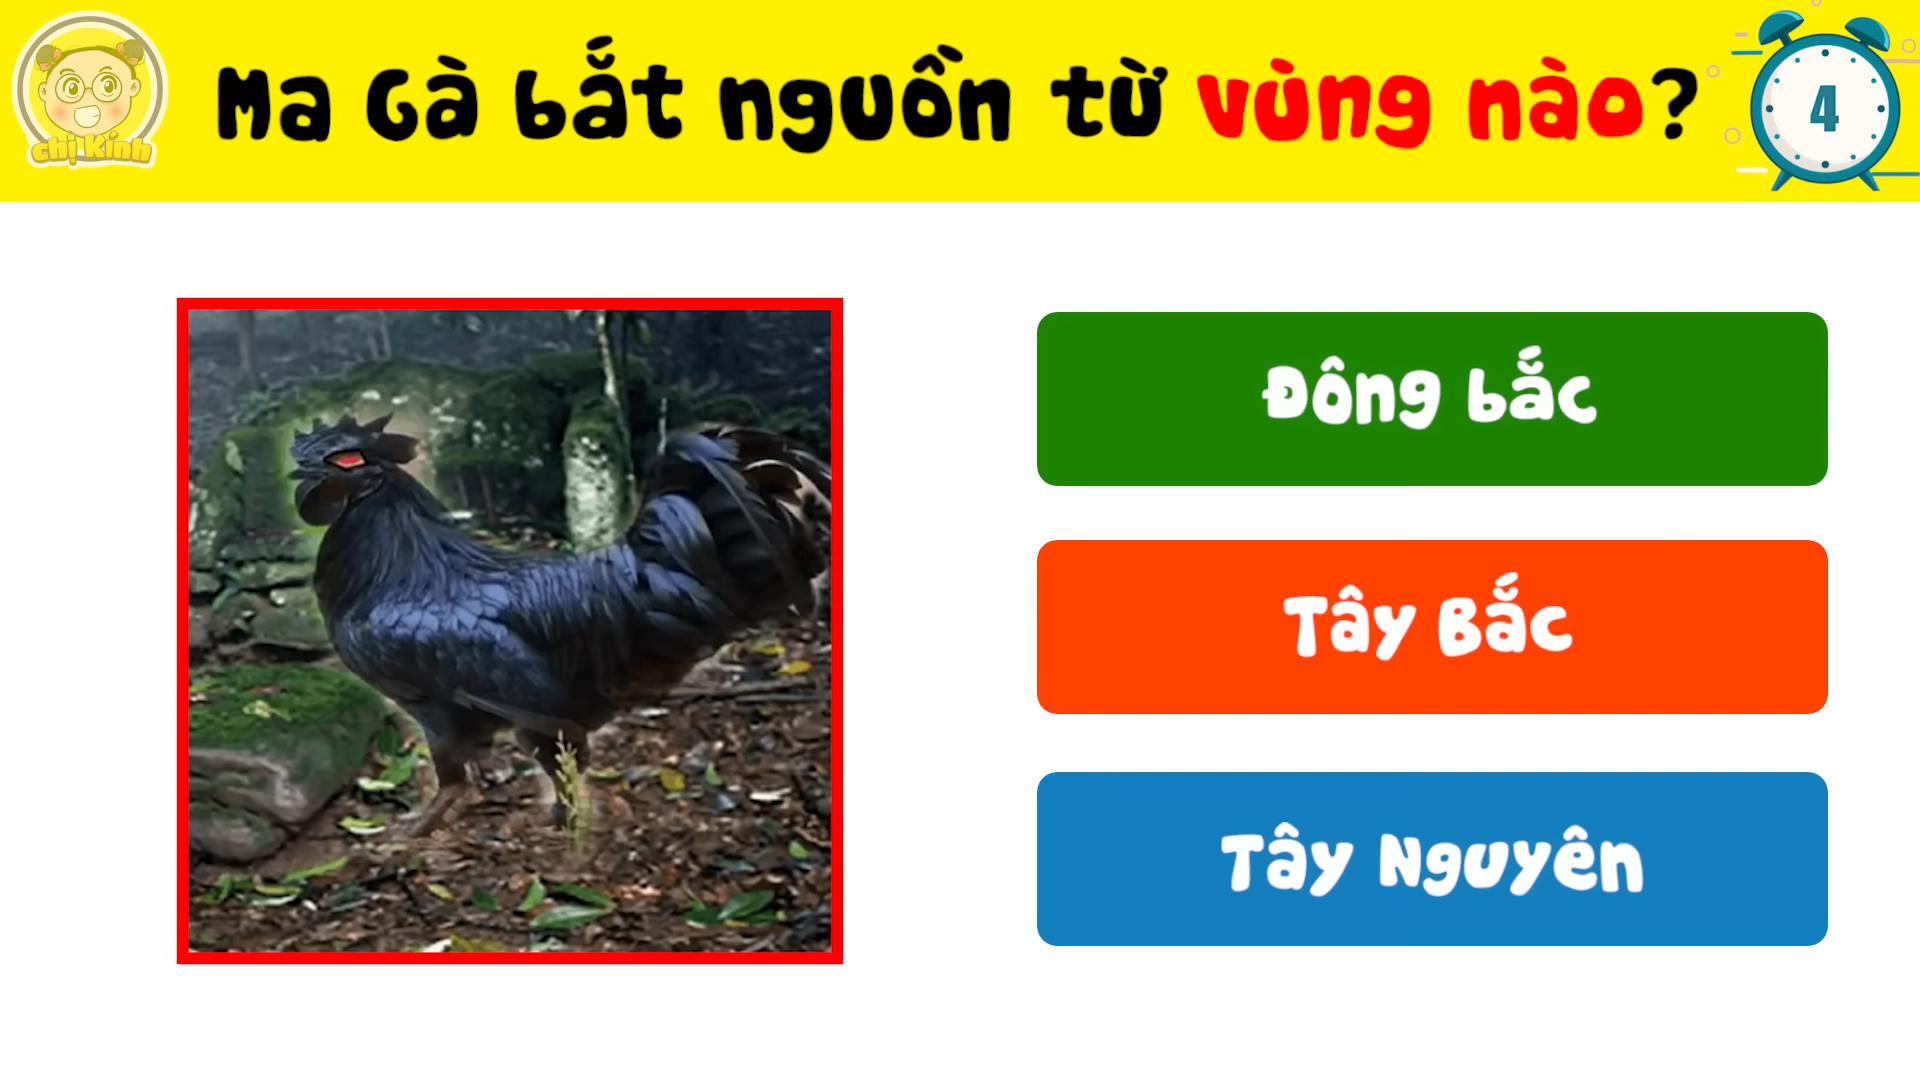 Ma Gà bắt nguồn từ vùng nào?
4
chị Kính
Đông bắc
Tây Bắc
Tây Nguyên